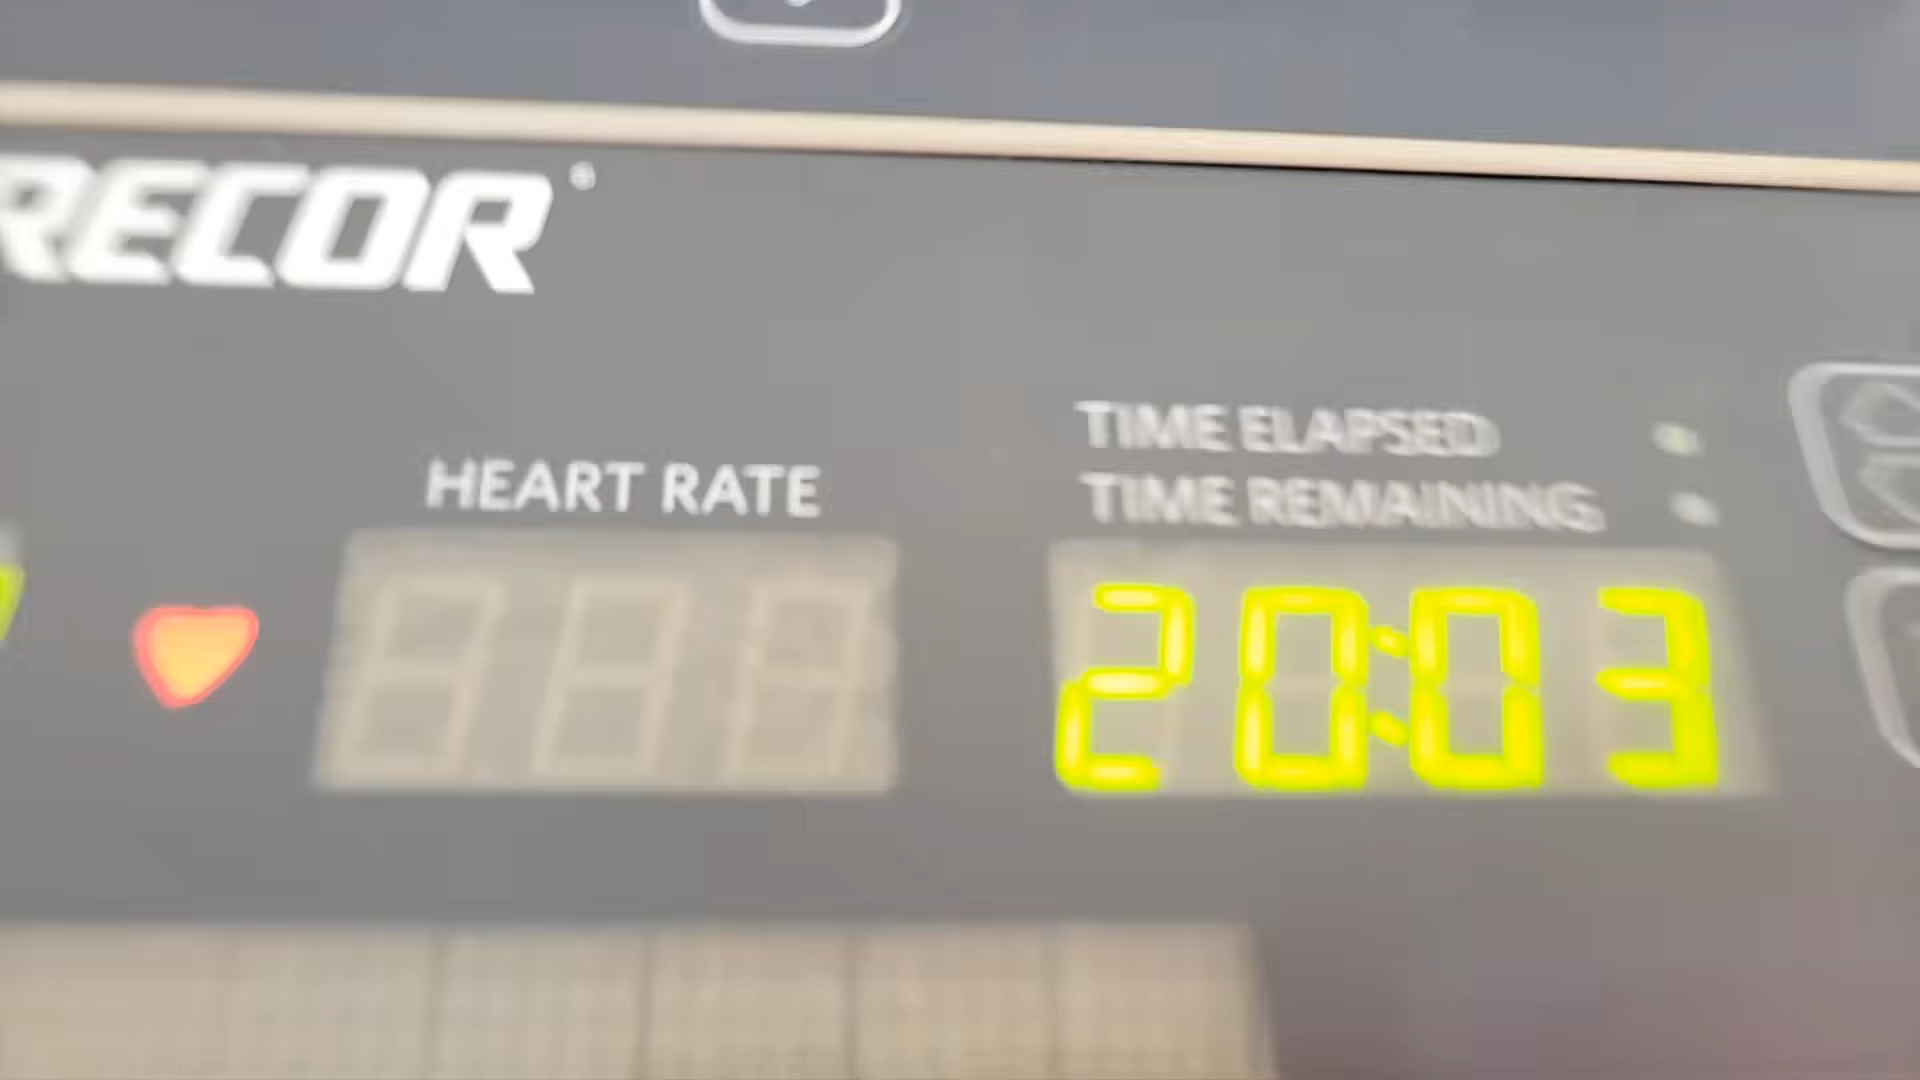 RECOR®
HEART RATE
TIME ELAPSED
TIME REMAINING
20:03